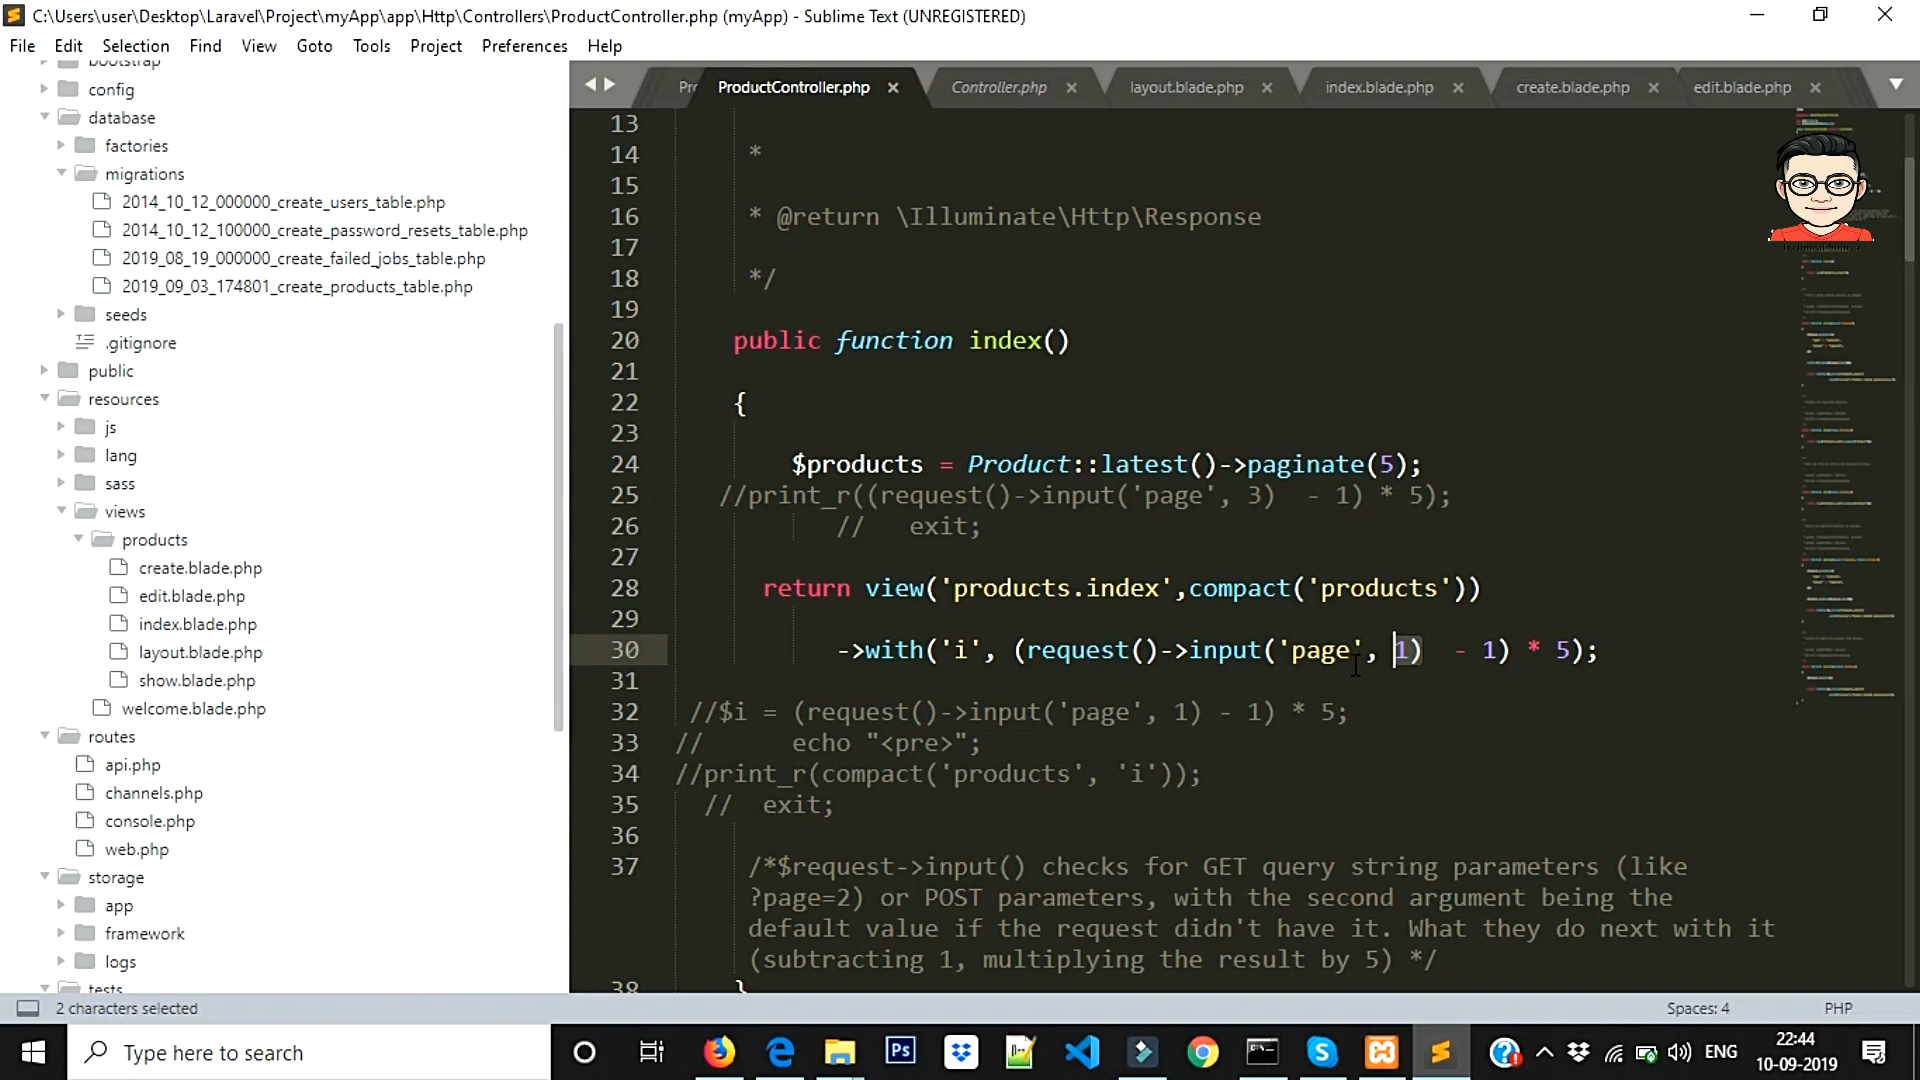 C:\Users\user\Desktop\Laravel\Project\myApp\app\Http\Controllers\ProductController.php (myApp) - Sublime Text (UNREGISTERED)
File Edit Selection Find View Goto Tools Project Preferences Help
bootstrap
config
database
factories
migrations
2014_10_12_000000_create_users_table.php
2014_10_12_100000_create_password_resets_table.php
2019_08_19_000000_create_failed_jobs_table.php
2019_09_03_174801_create_products_table.php
seeds
.gitignore
public
resources
js
lang
sass
views
products
create.blade.php
edit.blade.php
index.blade.php
layout.blade.php
show.blade.php
welcome.blade.php
routes
api.php
channels.php
console.php
web.php
storage
app
framework
logs
tests
Pr ProductController.php Controller.php layout.blade.php index.blade.php create.blade.php edit.blade.php
13
14 *
15
16 * @return \Illuminate\Http\Response
17
18 */
19
20 public function index()
21
22 {
23
24 $products = Product::latest()->paginate(5);
25 //print_r((request()->input('page', 3)  - 1) * 5);
26 //   exit;
27
28 return view('products.index',compact('products'))
29
30 ->with('i', (request()->input('page', 1)  - 1) * 5);
31
32 //$i = (request()->input('page', 1) - 1) * 5;
33 //      echo "<pre>";
34 //print_r(compact('products', 'i'));
35 //  exit;
36
37 /*$request->input() checks for GET query string parameters (like
?page=2) or POST parameters, with the second argument being the
default value if the request didn't have it. What they do next with it
(subtracting 1, multiplying the result by 5) */
38 }
2 characters selected Spaces: 4 PHP
Type here to search
Ps
ENG
22:44
10-09-2019